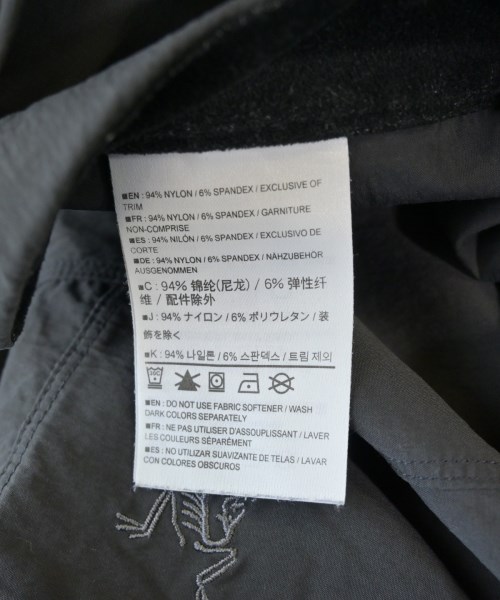 ■EN : 94% NYLON / 6% SPANDEX / EXCLUSIVE OF
TRIM
■FR : 94% NYLON / 6% SPANDEX / GARNITURE
NON-COMPRISE
■ES : 94% NILÓN / 6% SPANDEX / EXCLUSIVO DE
CORTE
■DE : 94% NYLON / 6% SPANDEX / NÄHZUBEHÖR
AUSGENOMMEN
■C : 94% 锦纶(尼龙) / 6% 弹性纤
维 / 配件除外
■J : 94% ナイロン / 6% ポリウレタン / 装
飾を除く
■K : 94% 나일론 / 6% 스판덱스 / 트림 제외
■EN : DO NOT USE FABRIC SOFTENER / WASH
DARK COLORS SEPARATELY
■FR : NE PAS UTILISER D'ASSOUPLISSANT / LAVER
LES COULEURS SÉPARÉMENT
■ES : NO UTILIZAR SUAVIZANTE DE TELAS / LAVAR
CON COLORES OBSCUROS